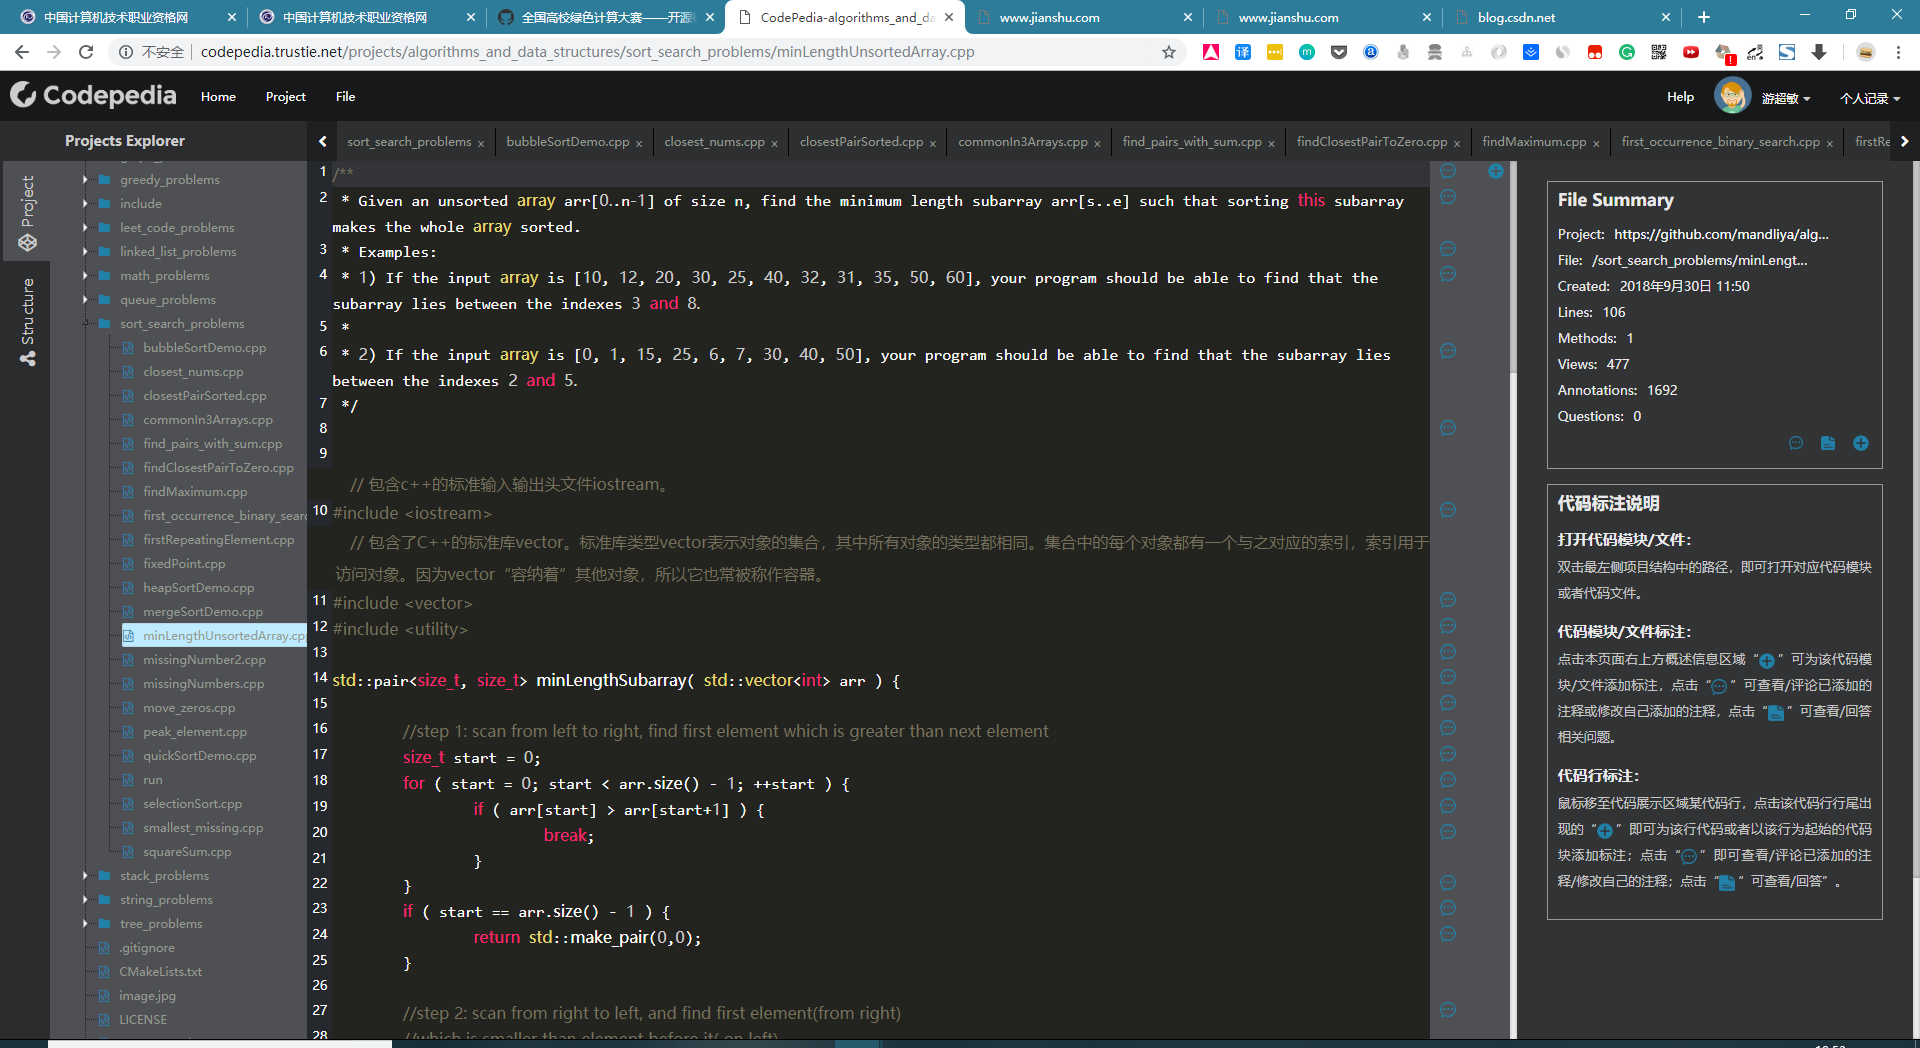 中国计算机技术职业资格网
中国计算机技术职业资格网
全国高校绿色计算大赛——开源
CodePedia-algorithms_and_da
www.jianshu.com
www.jianshu.com
blog.csdn.net
不安全 codepedia.trustie.net/projects/algorithms_and_data_structures/sort_search_problems/minLengthUnsortedArray.cpp
Codepedia
Home
Project
File
Help
游超敏
个人记录
Projects Explorer
sort_search_problems
bubbleSortDemo.cpp
closest_nums.cpp
closestPairSorted.cpp
commonIn3Arrays.cpp
find_pairs_with_sum.cpp
findClosestPairToZero.cpp
findMaximum.cpp
first_occurrence_binary_search.cpp
firstRe
Project
Structure
greedy_problems
include
leet_code_problems
linked_list_problems
math_problems
queue_problems
sort_search_problems
bubbleSortDemo.cpp
closest_nums.cpp
closestPairSorted.cpp
commonIn3Arrays.cpp
find_pairs_with_sum.cpp
findClosestPairToZero.cpp
findMaximum.cpp
first_occurrence_binary_searc
firstRepeatingElement.cpp
fixedPoint.cpp
heapSortDemo.cpp
mergeSortDemo.cpp
minLengthUnsortedArray.cpp
missingNumber2.cpp
missingNumbers.cpp
move_zeros.cpp
peak_element.cpp
quickSortDemo.cpp
run
selectionSort.cpp
smallest_missing.cpp
squareSum.cpp
stack_problems
string_problems
tree_problems
.gitignore
CMakeLists.txt
image.jpg
LICENSE
1 /**
2 * Given an unsorted array arr[0..n-1] of size n, find the minimum length subarray arr[s..e] such that sorting this subarray
makes the whole array sorted.
3 * Examples:
4 * 1) If the input array is [10, 12, 20, 30, 25, 40, 32, 31, 35, 50, 60], your program should be able to find that the
subarray lies between the indexes 3 and 8.
5 *
6 * 2) If the input array is [0, 1, 15, 25, 6, 7, 30, 40, 50], your program should be able to find that the subarray lies
between the indexes 2 and 5.
7 */
8
9
// 包含c++的标准输入输出头文件iostream。
10 #include <iostream>
// 包含了C++的标准库vector。标准库类型vector表示对象的集合，其中所有对象的类型都相同。集合中的每个对象都有一个与之对应的索引，索引用于
访问对象。因为vector“容纳着”其他对象，所以它也常被称作容器。
11 #include <vector>
12 #include <utility>
13
14 std::pair<size_t, size_t> minLengthSubarray( std::vector<int> arr ) {
15
16 //step 1: scan from left to right, find first element which is greater than next element
17 size_t start = 0;
18 for ( start = 0; start < arr.size() - 1; ++start ) {
19 if ( arr[start] > arr[start+1] ) {
20 break;
21 }
22 }
23 if ( start == arr.size() - 1 ) {
24 return std::make_pair(0,0);
25 }
26
27 //step 2: scan from right to left, and find first element(from right)
28 //which is smaller than element before it( on left)
File Summary
Project: https://github.com/mandliya/alg...
File: /sort_search_problems/minLengt...
Created: 2018年9月30日 11:50
Lines: 106
Methods: 1
Views: 477
Annotations: 1692
Questions: 0
代码标注说明
打开代码模块/文件：
双击最左侧项目结构中的路径，即可打开对应代码模块
或者代码文件。
代码模块/文件标注：
点击本页面右上方概述信息区域“ ”可为该代码模
块/文件添加标注，点击“ ”可查看/评论已添加的
注释或修改自己添加的注释，点击“ ”可查看/回答
相关问题。
代码行标注：
鼠标移至代码展示区域某代码行，点击该代码行行尾出
现的“ ”即可为该行代码或者以该行为起始的代码
块添加标注；点击“ ”即可查看/评论已添加的注
释/修改自己的注释；点击“ ”可查看/回答”。